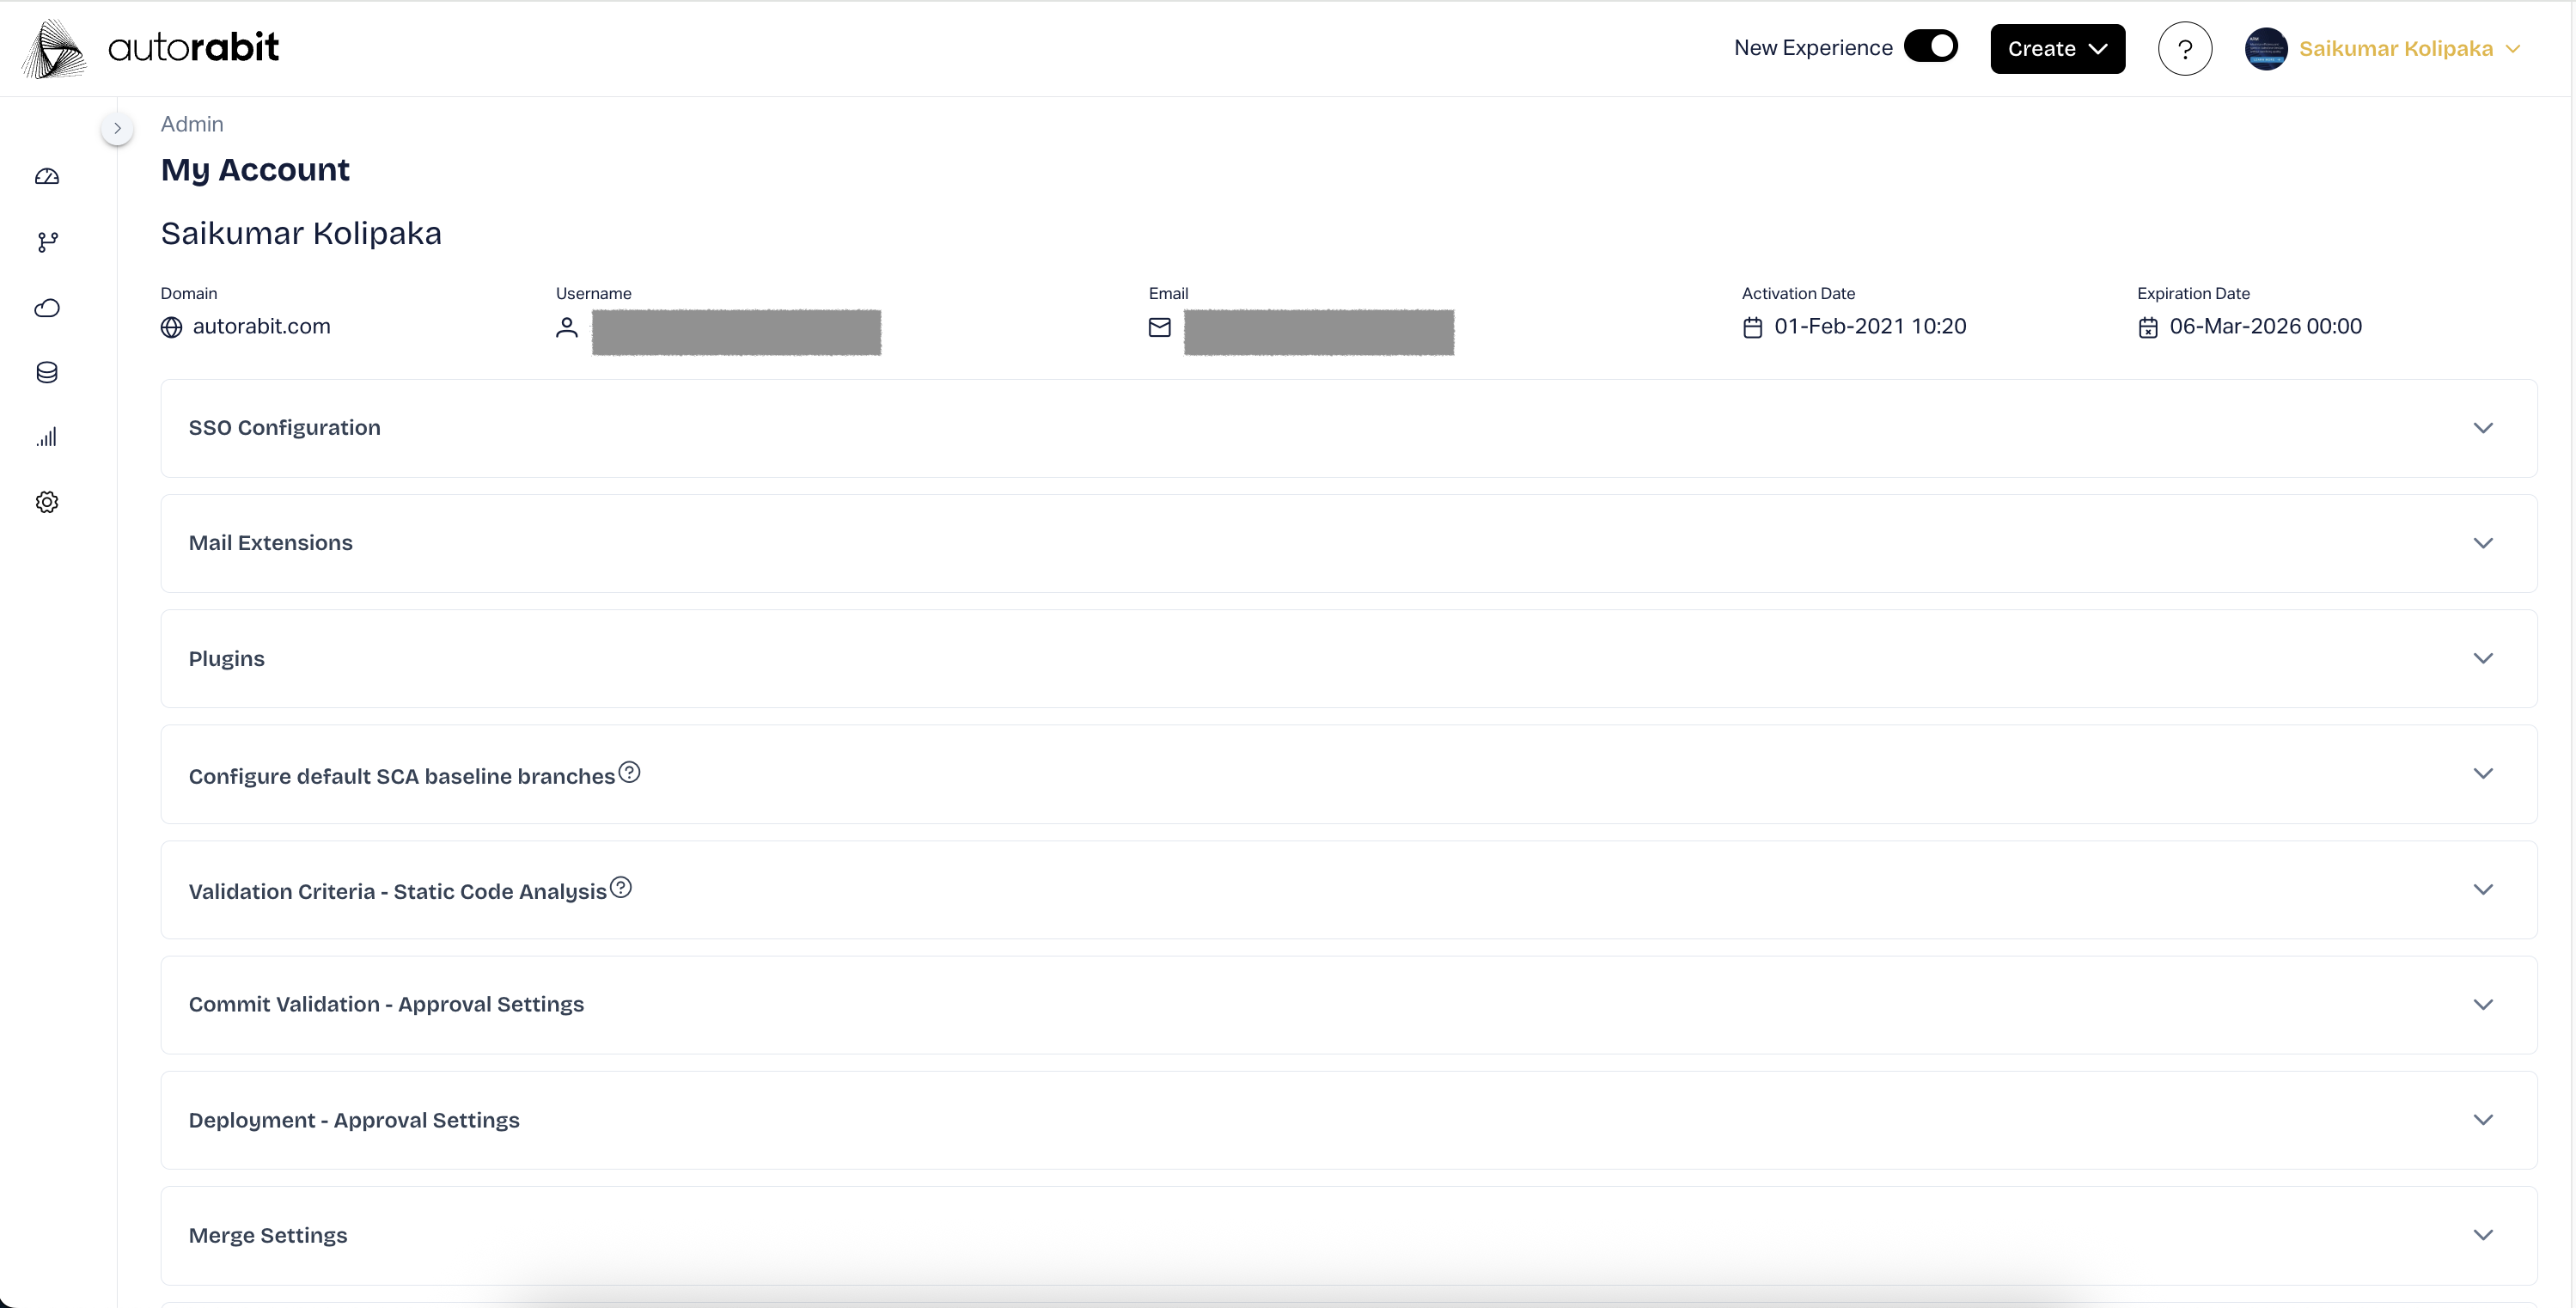 autorabit
New Experience
Create
?
Saikumar Kolipaka
Admin
My Account
Saikumar Kolipaka
Domain
Username
Email
Activation Date
Expiration Date
autorabit.com
01-Feb-2021 10:20
06-Mar-2026 00:00
SSO Configuration
Mail Extensions
Plugins
Configure default SCA baseline branches ?
Validation Criteria - Static Code Analysis ?
Commit Validation - Approval Settings
Deployment - Approval Settings
Merge Settings